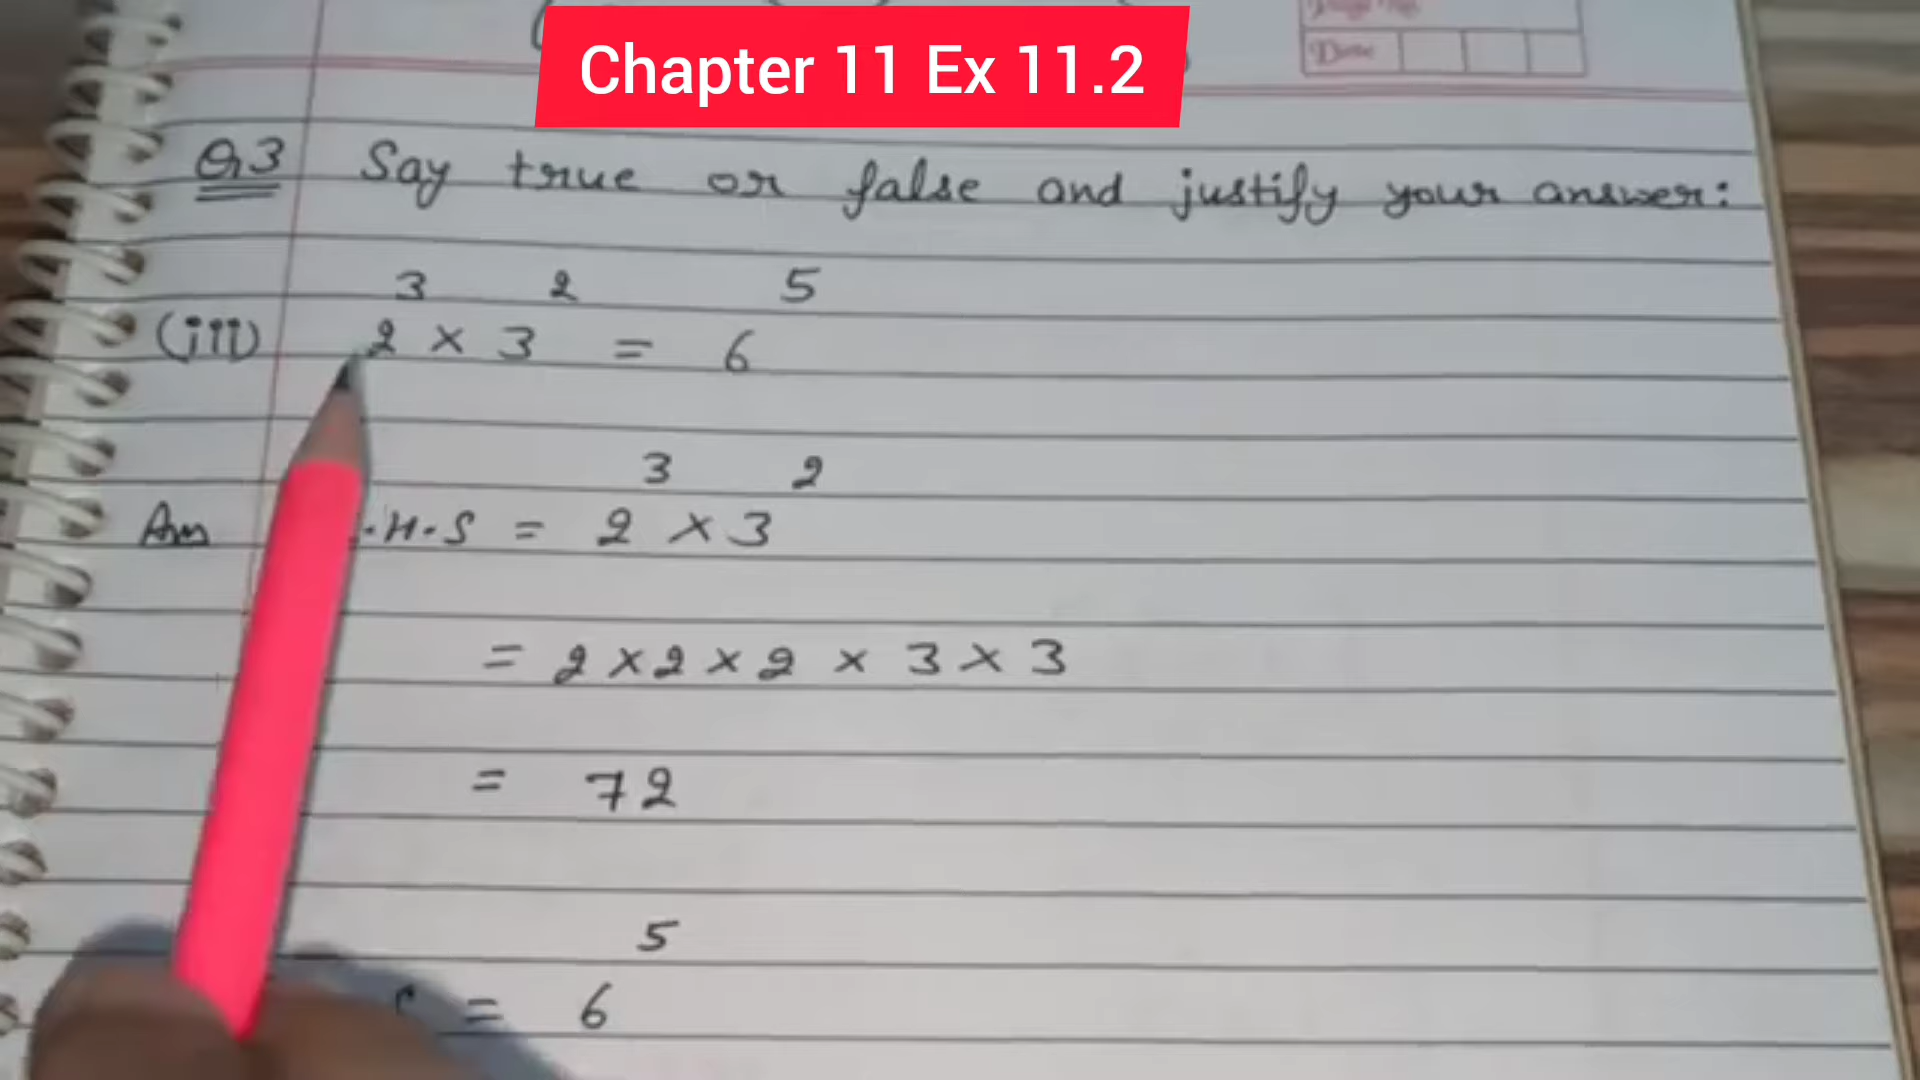 Chapter 11 Ex 11.2
Date
Q3 Say true or false and justify your answer:
(iii) 2³ × 3² = 6⁵
Ans .H.S = 2³ × 3²
= 2 × 2 × 2 × 3 × 3
= 72
= 6⁵